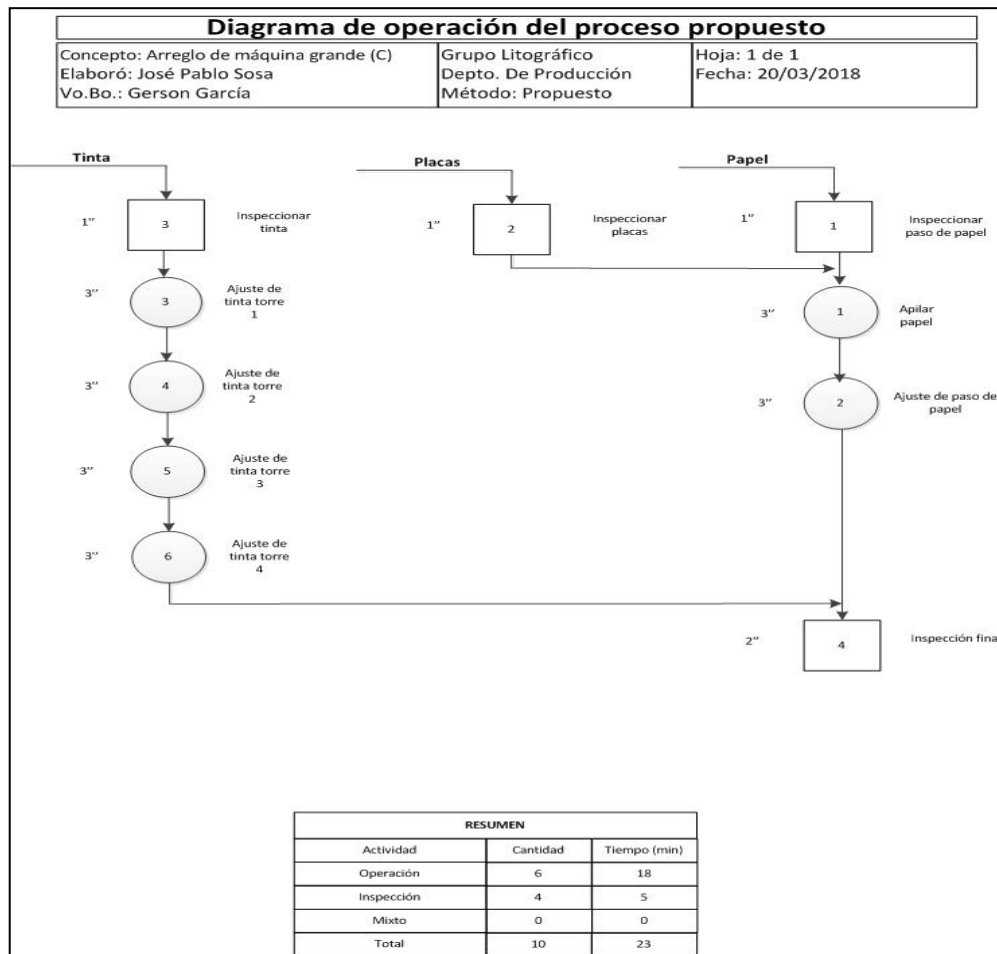 Diagrama de operación del proceso propuesto
Concepto: Arreglo de máquina grande (C)
Elaboró: José Pablo Sosa
Vo.Bo.: Gerson García
Grupo Litográfico
Depto. De Producción
Método: Propuesto
Hoja: 1 de 1
Fecha: 20/03/2018
Tinta
1’’
3
Inspeccionar
tinta
3’’
3
Ajuste de
tinta torre
1
3’’
4
Ajuste de
tinta torre
2
3’’
5
Ajuste de
tinta torre
3
3’’
6
Ajuste de
tinta torre
4
Placas
1’’
2
Inspeccionar
placas
Papel
1’’
1
Inspeccionar
paso de papel
3’’
1
Apilar
papel
3’’
2
Ajuste de paso de
papel
2’’
4
Inspección fina
RESUMEN
Actividad Cantidad Tiempo (min)
Operación 6 18
Inspección 4 5
Mixto 0 0
Total 10 23